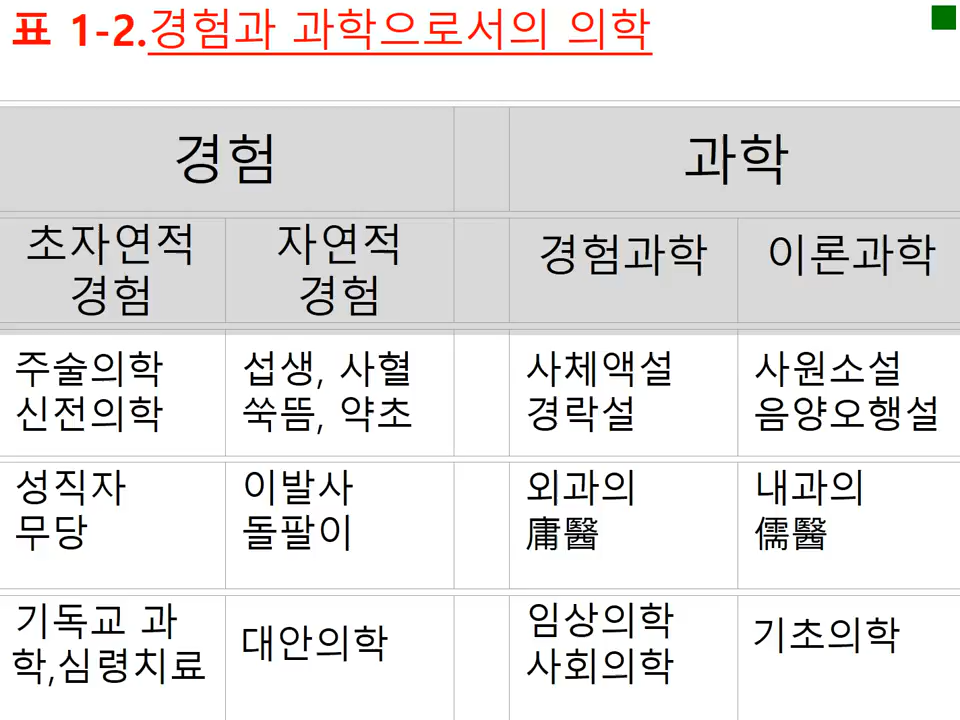 표 1-2.경험과 과학으로서의 의학
경험 과학
초자연적 경험 자연적 경험 경험과학 이론과학
주술의학 섭생, 사혈 사체액설 사원소설
신전의학 쑥뜸, 약초 경락설 음양오행설
성직자 이발사 외과의 내과의
무당 돌팔이 庸醫 儒醫
기독교 과학,심령치료 대안의학 임상의학 기초의학
사회의학